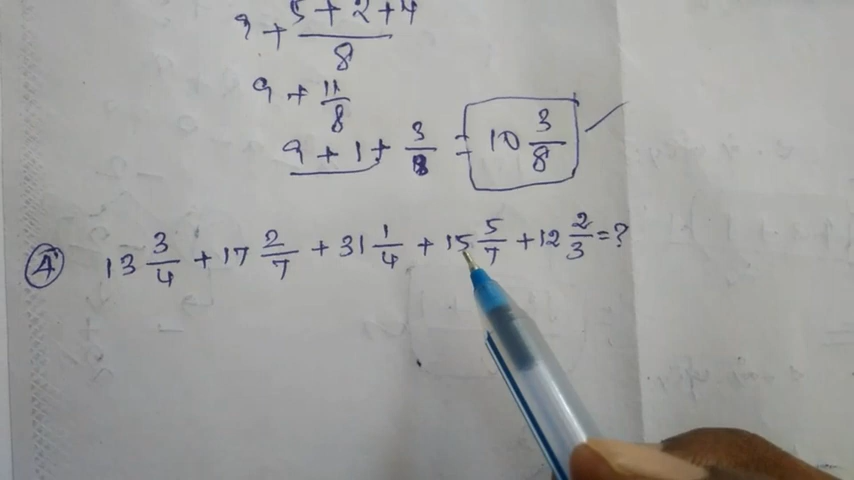 9 + 5 + 2 + 4 / 8
9 + 11/8
9 + 1 + 3/8 = 10 3/8
4 13 3/4 + 17 2/7 + 31 1/4 + 15 5/7 + 12 2/3 = ?